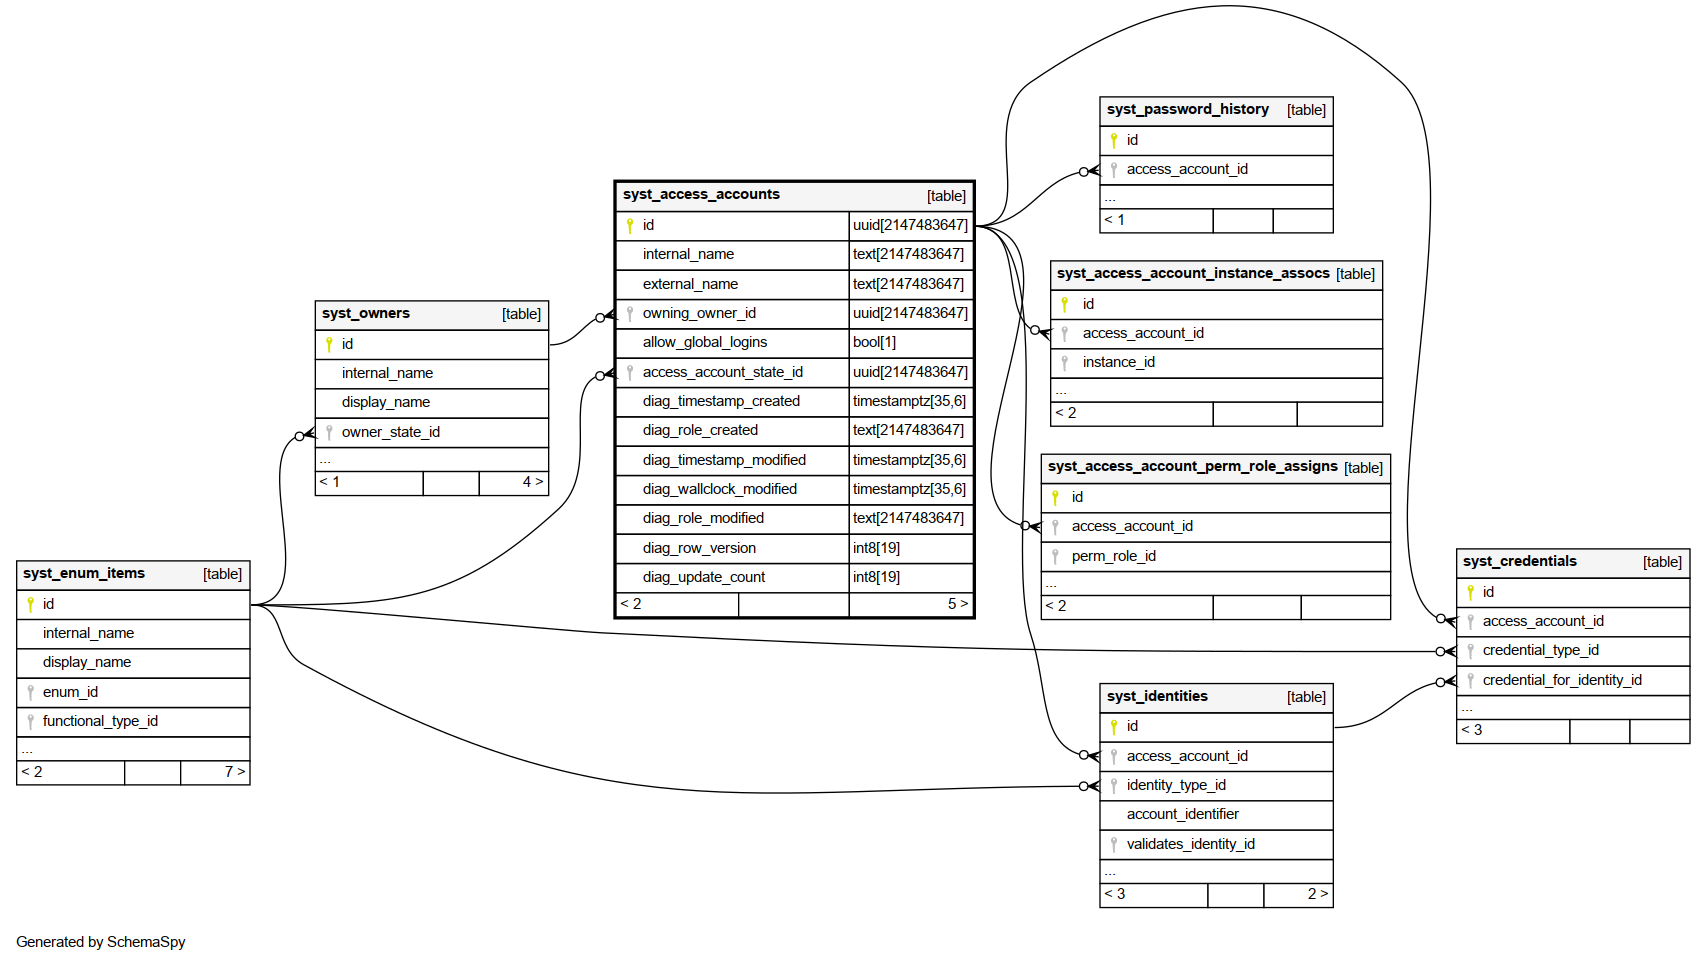 syst_password_history [table]
id
access_account_id
...
< 1
syst_access_accounts [table]
id uuid[2147483647]
internal_name text[2147483647]
external_name text[2147483647]
owning_owner_id uuid[2147483647]
allow_global_logins bool[1]
access_account_state_id uuid[2147483647]
diag_timestamp_created timestamptz[35,6]
diag_role_created text[2147483647]
diag_timestamp_modified timestamptz[35,6]
diag_wallclock_modified timestamptz[35,6]
diag_role_modified text[2147483647]
diag_row_version int8[19]
diag_update_count int8[19]
< 2 5 >
syst_access_account_instance_assocs [table]
id
access_account_id
instance_id
...
< 2
syst_owners [table]
id
internal_name
display_name
owner_state_id
...
< 1 4 >
syst_access_account_perm_role_assigns [table]
id
access_account_id
perm_role_id
...
< 2
syst_enum_items [table]
id
internal_name
display_name
enum_id
functional_type_id
...
< 2 7 >
syst_credentials [table]
id
access_account_id
credential_type_id
credential_for_identity_id
...
< 3
syst_identities [table]
id
access_account_id
identity_type_id
account_identifier
validates_identity_id
...
< 3 2 >
Generated by SchemaSpy